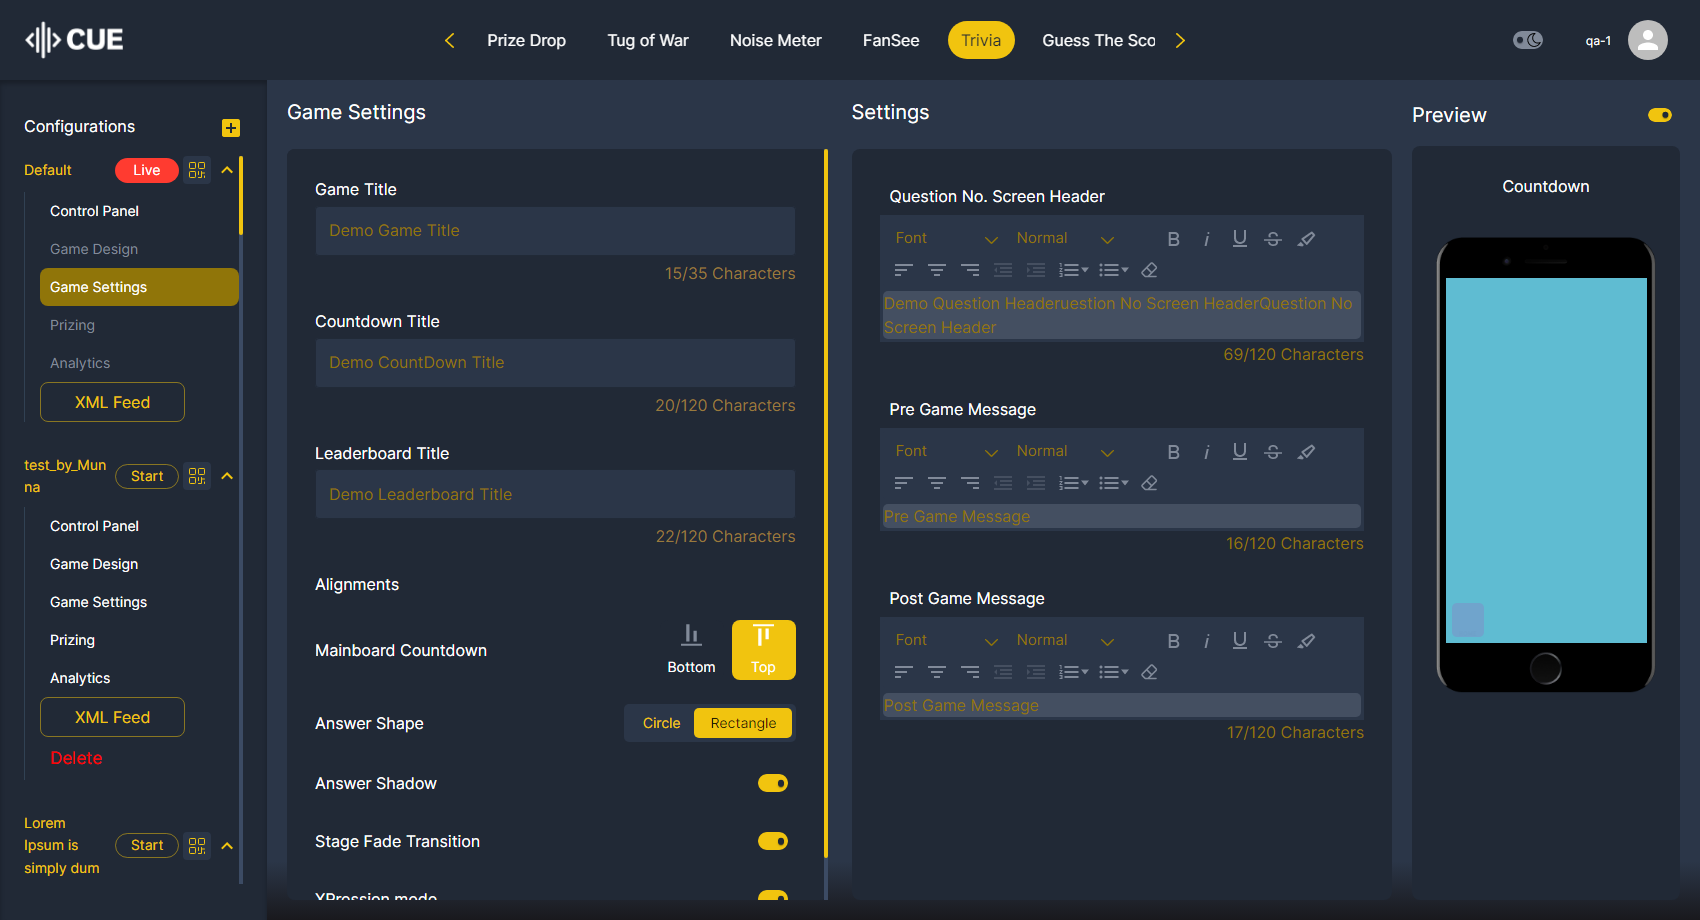 CUE
Prize Drop
Tug of War
Noise Meter
FanSee
Trivia
Guess The Sco
qa-1
Configurations
Default
Live
Control Panel
Game Design
Game Settings
Prizing
Analytics
XML Feed
test_by_Mun
na
Start
Control Panel
Game Design
Game Settings
Prizing
Analytics
XML Feed
Delete
Lorem
Ipsum is
simply dum
Start
Game Settings
Game Title
Demo Game Title
15/35 Characters
Countdown Title
Demo CountDown Title
20/120 Characters
Leaderboard Title
Demo Leaderboard Title
22/120 Characters
Alignments
Mainboard Countdown
Bottom
Top
Answer Shape
Circle
Rectangle
Answer Shadow
Stage Fade Transition
XPression mode
Settings
Question No. Screen Header
Font
Normal
B i U S
Demo Question Headeruestion No Screen HeaderQuestion No
Screen Header
69/120 Characters
Pre Game Message
Font
Normal
B i U S
Pre Game Message
16/120 Characters
Post Game Message
Font
Normal
B i U S
Post Game Message
17/120 Characters
Preview
Countdown